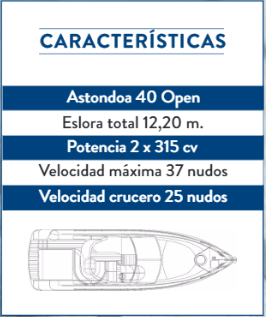 CARACTERÍSTICAS
Astondoa 40 Open
Eslora total 12,20 m.
Potencia 2 x 315 cv
Velocidad máxima 37 nudos
Velocidad crucero 25 nudos